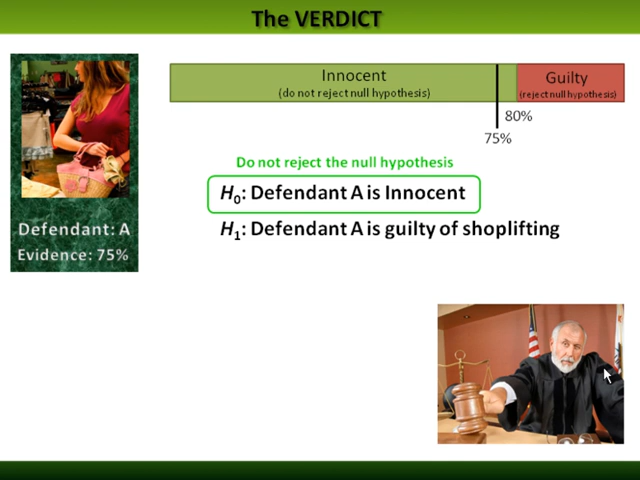 The VERDICT
Innocent
(do not reject null hypothesis)
Guilty
(reject null hypothesis)
80%
75%
Do not reject the null hypothesis
H0: Defendant A is Innocent
H1: Defendant A is guilty of shoplifting
Defendant: A
Evidence: 75%